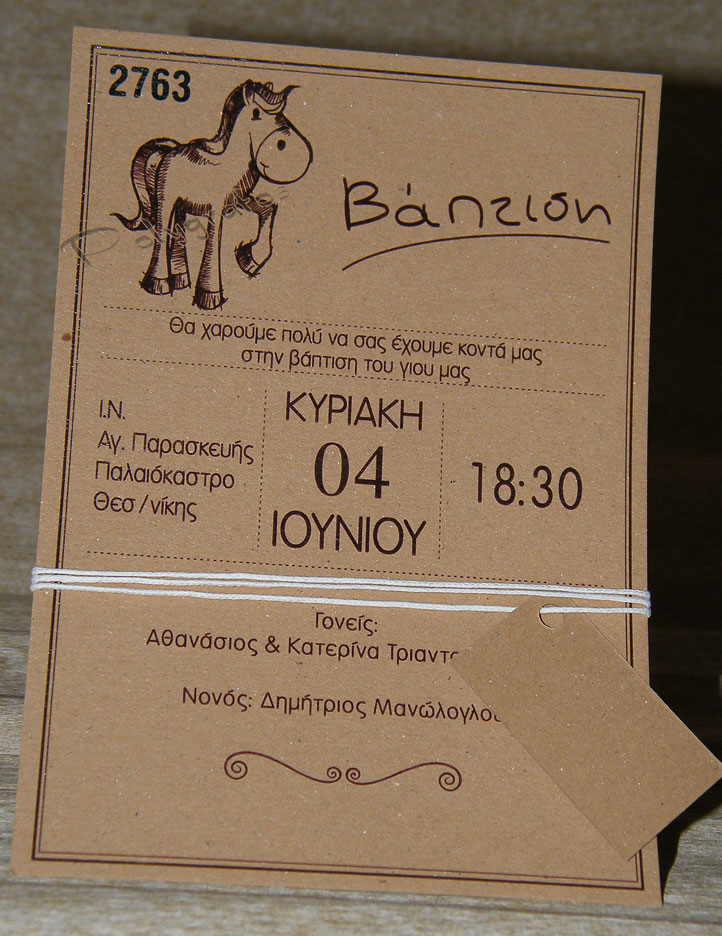 2763
Βάπτιση
Θα χαρούμε πολύ να σας έχουμε κοντά μας
στην βάπτιση του γιου μας
Ι.Ν.
Αγ. Παρασκευής
Παλαιόκαστρο
Θεσ/νίκης
ΚΥΡΙΑΚΗ
04
ΙΟΥΝΙΟΥ
18:30
Γονείς:
Αθανάσιος & Κατερίνα
Νονός: Δημήτριος